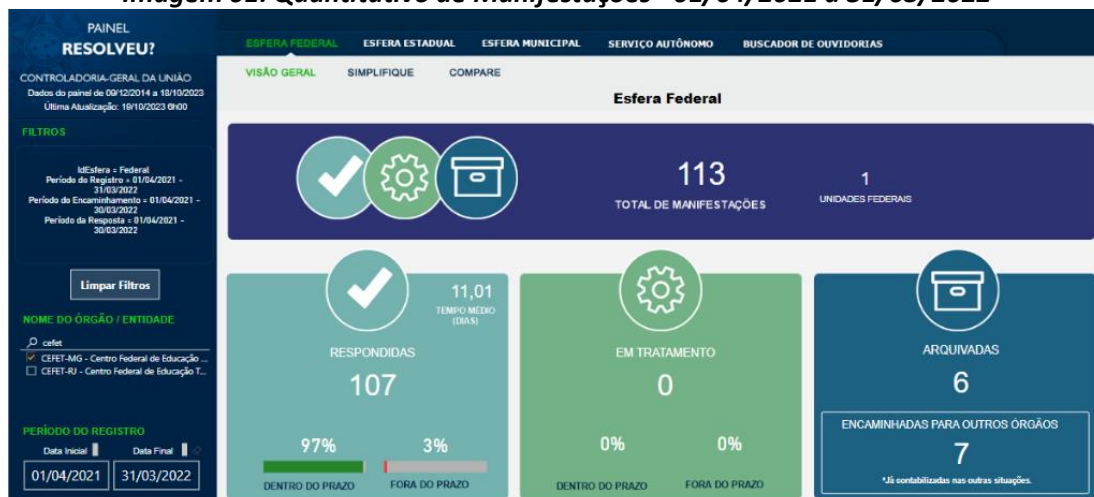 Imagem 01: Quantitativo de Manifestações - 01/04/2021 a 31/03/2022
PAINEL
RESOLVEU?
CONTROLADORIA-GERAL DA UNIÃO
Dados do painel de 09/12/2014 a 18/10/2023
Última Atualização: 19/10/2023 6h00
FILTROS
IdEsfera = Federal
Período do Registro = 01/04/2021 -
31/03/2022
Período do Encaminhamento = 01/04/2021 -
30/03/2022
Período da Resposta = 01/04/2021 -
30/03/2022
Limpar Filtros
NOME DO ÓRGÃO / ENTIDADE
cefet
CEFET-MG - Centro Federal de Educação ...
CEFET-RJ - Centro Federal de Educação T...
PERÍODO DO REGISTRO
Data Inicial Data Final
01/04/2021 31/03/2022
ESFERA FEDERAL ESFERA ESTADUAL ESFERA MUNICIPAL SERVIÇO AUTÔNOMO BUSCADOR DE OUVIDORIAS
VISÃO GERAL SIMPLIFIQUE COMPARE
Esfera Federal
113
TOTAL DE MANIFESTAÇÕES
1
UNIDADES FEDERAIS
11,01
TEMPO MÉDIO
(DIAS)
RESPONDIDAS
107
97% 3%
DENTRO DO PRAZO FORA DO PRAZO
EM TRATAMENTO
0
0% 0%
DENTRO DO PRAZO FORA DO PRAZO
ARQUIVADAS
6
ENCAMINHADAS PARA OUTROS ÓRGÃOS
7
*Já contabilizadas nas outras situações.